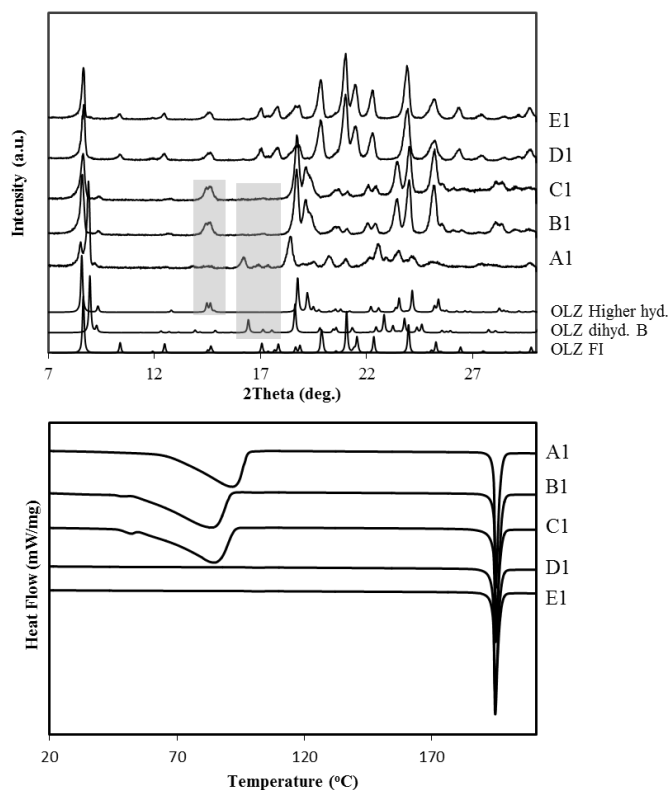 Intensity (a.u.)
E1
D1
C1
B1
A1
OLZ Higher hyd.
OLZ dihyd. B
OLZ FI
7 12 17 22 27
2Theta (deg.)
Heat Flow (mW/mg)
A1
B1
C1
D1
E1
20 70 120 170
Temperature (°C)